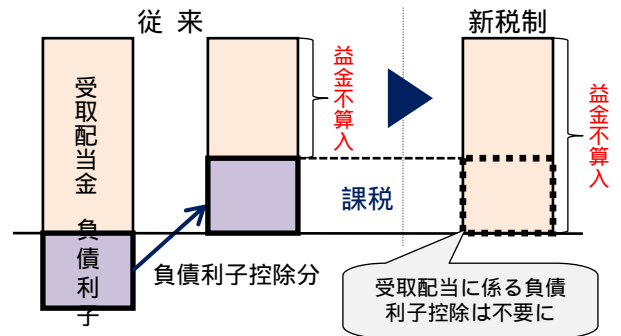 従来
新税制
受取配当金
負債利子
益金不算入
課税
益金不算入
負債利子控除分
受取配当に係る負債
利子控除は不要に